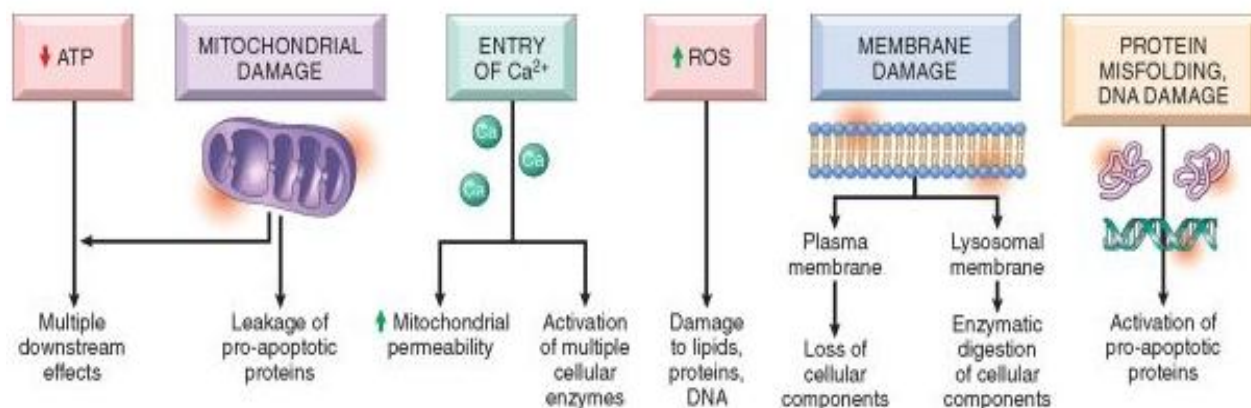 ↓ ATP
MITOCHONDRIAL
DAMAGE
ENTRY
OF Ca²⁺
↑ ROS
MEMBRANE
DAMAGE
PROTEIN
MISFOLDING,
DNA DAMAGE
Ca
Ca
Ca
Multiple
downstream
effects
Leakage of
pro-apoptotic
proteins
↑ Mitochondrial
permeability
Activation
of multiple
cellular
enzymes
Damage
to lipids,
proteins,
DNA
Plasma
membrane
Loss of
cellular
components
Lysosomal
membrane
Enzymatic
digestion
of cellular
components
Activation of
pro-apoptotic
proteins